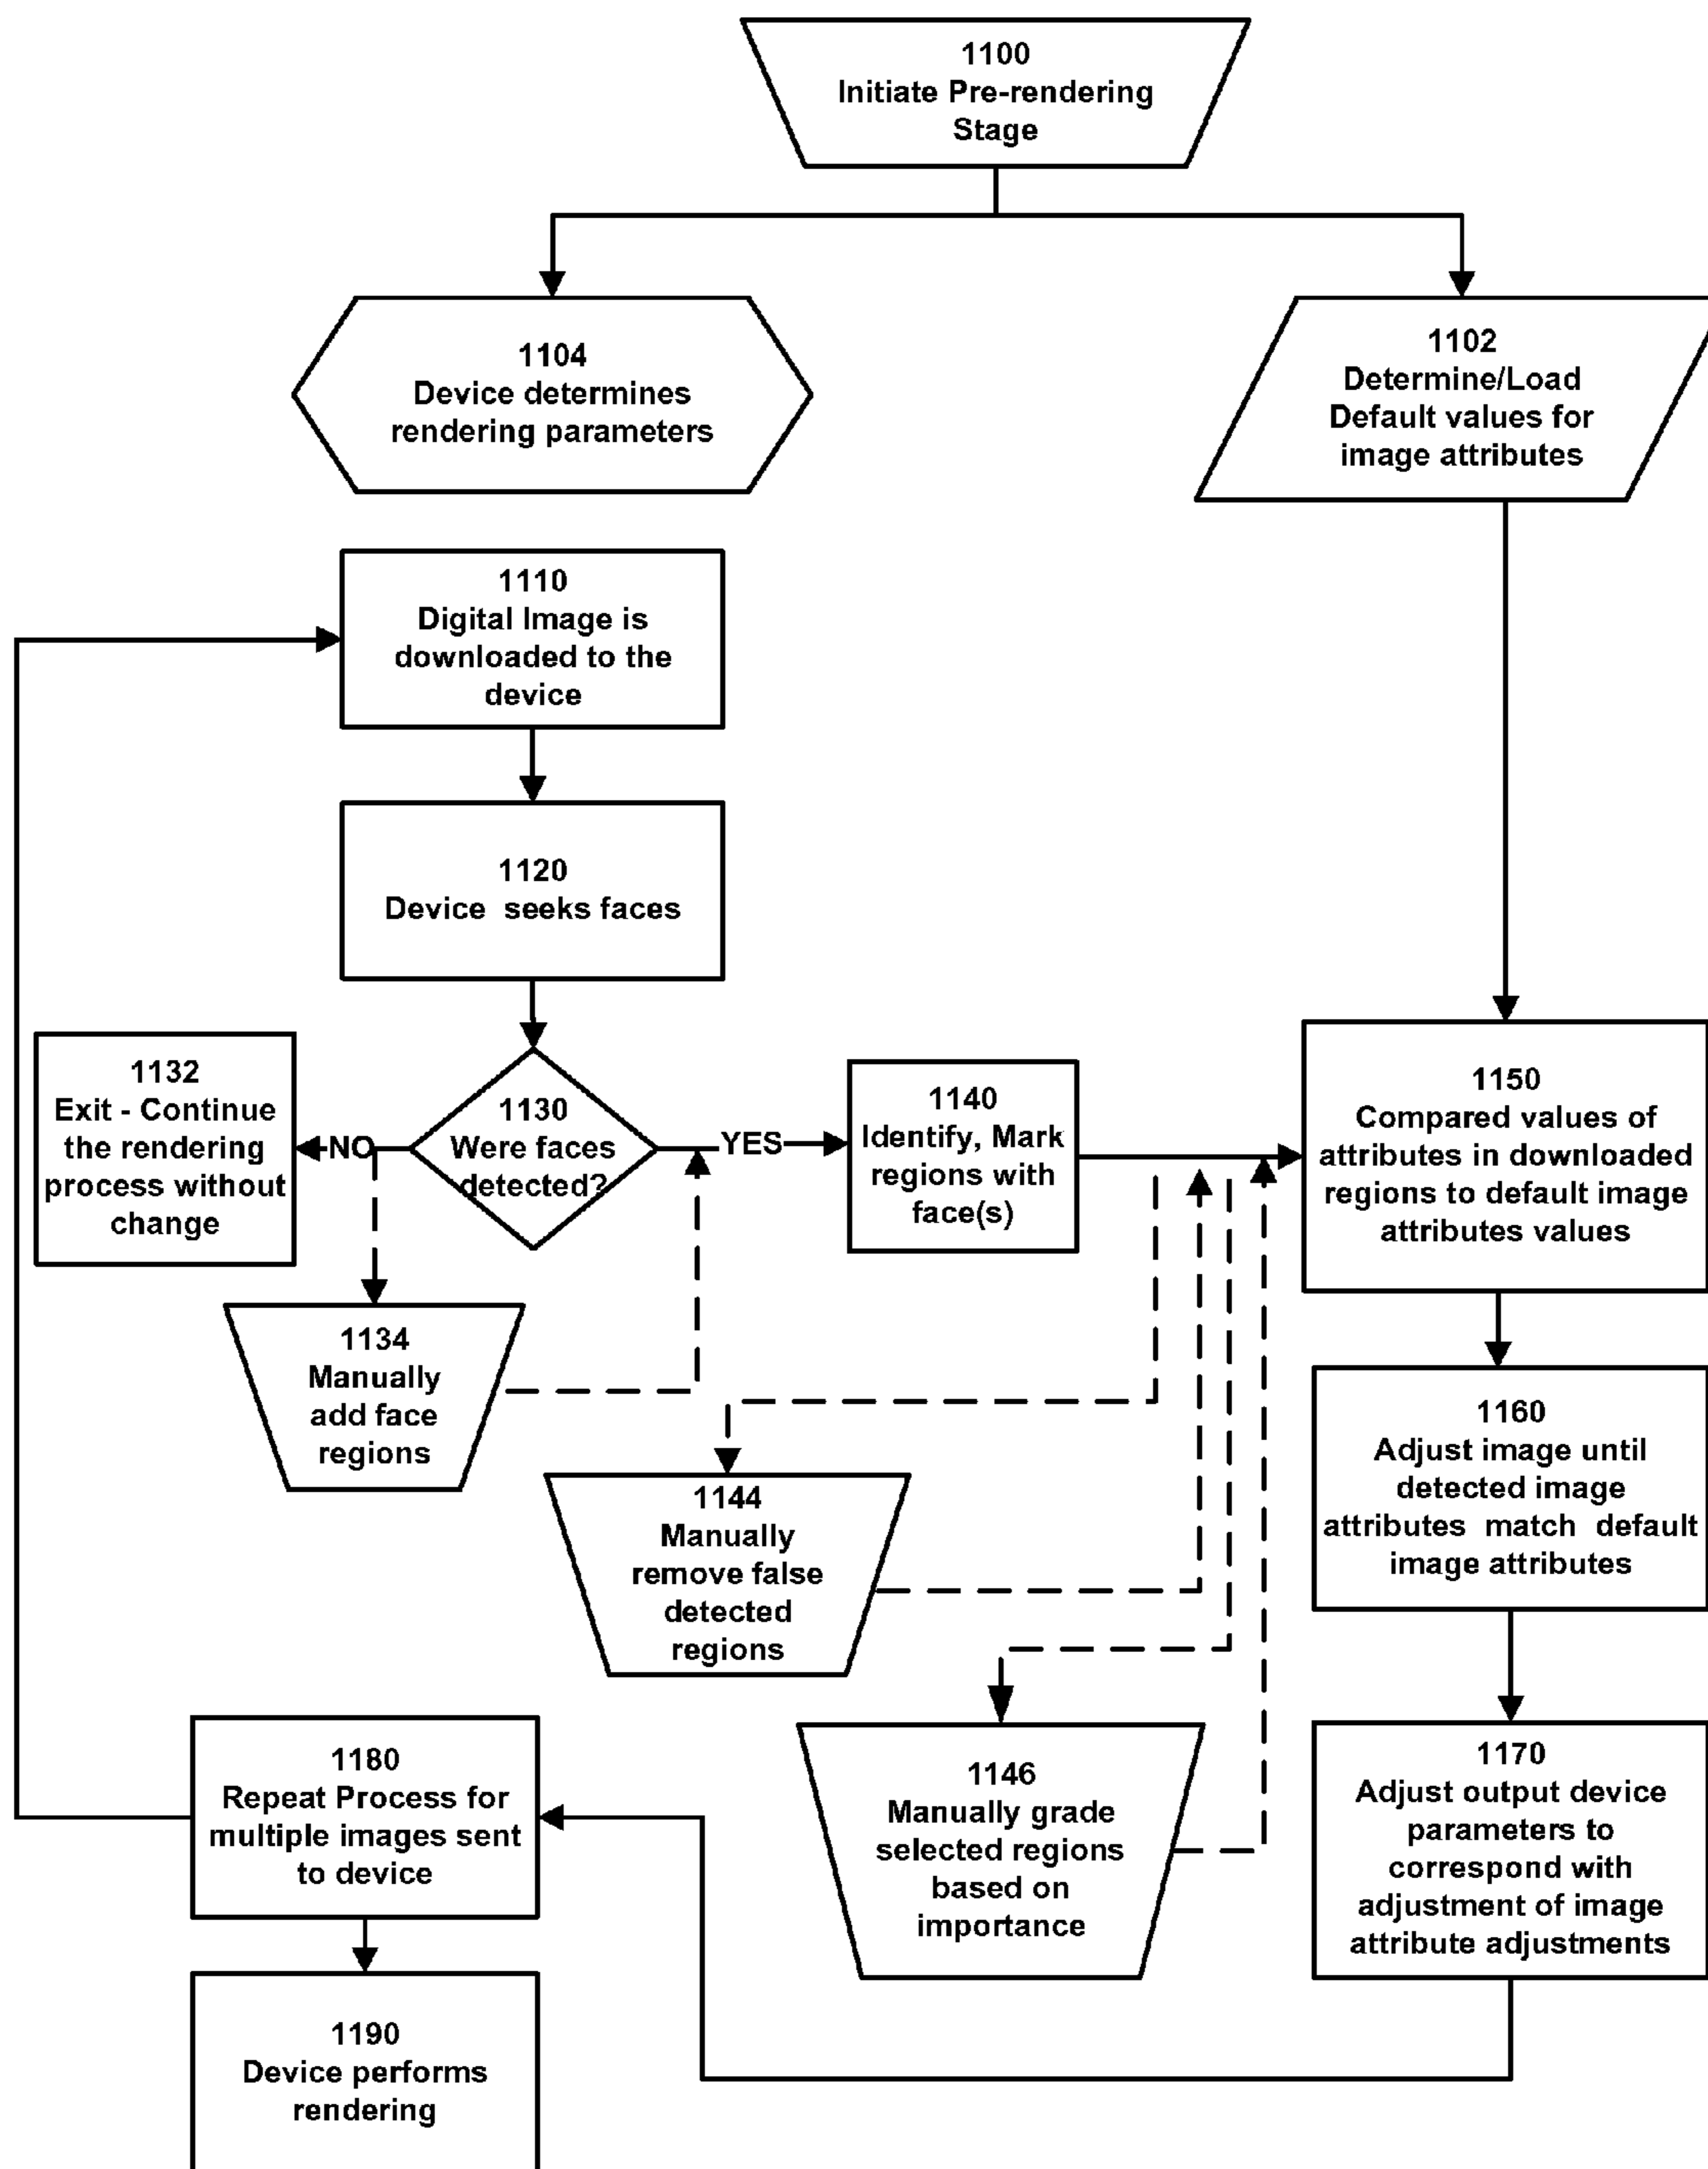 1100
Initiate Pre-rendering
Stage
1104
Device determines
rendering parameters
1102
Determine/Load
Default values for
image attributes
1110
Digital Image is
downloaded to the
device
1120
Device seeks faces
1132
Exit - Continue
the rendering
process without
change
NO
1130
Were faces
detected?
YES
1140
Identify, Mark
regions with
face(s)
1150
Compared values of
attributes in downloaded
regions to default image
attributes values
1134
Manually
add face
regions
1144
Manually
remove false
detected
regions
1160
Adjust image until
detected image
attributes match default
image attributes
1146
Manually grade
selected regions
based on
importance
1170
Adjust output device
parameters to
correspond with
adjustment of image
attribute adjustments
1180
Repeat Process for
multiple images sent
to device
1190
Device performs
rendering